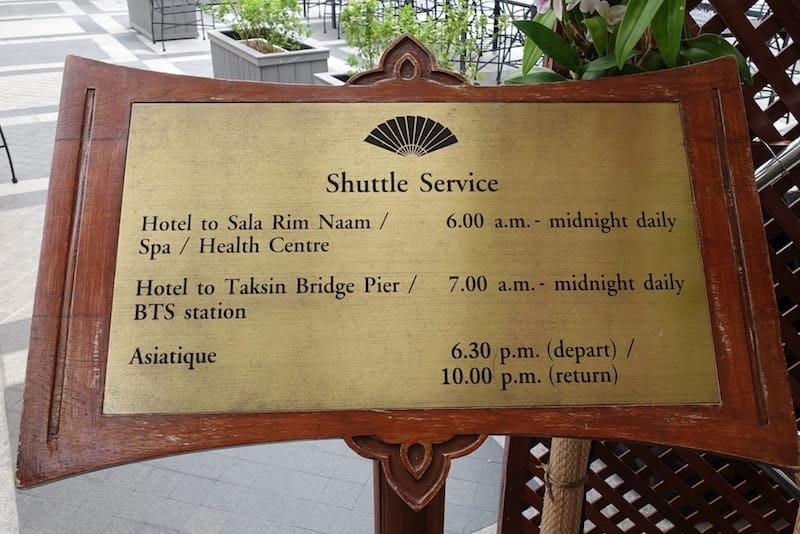 Shuttle Service
Hotel to Sala Rim Naam / 6.00 a.m. - midnight daily
Spa / Health Centre
Hotel to Taksin Bridge Pier / 7.00 a.m. - midnight daily
BTS station
Asiatique 6.30 p.m. (depart) /
10.00 p.m. (return)